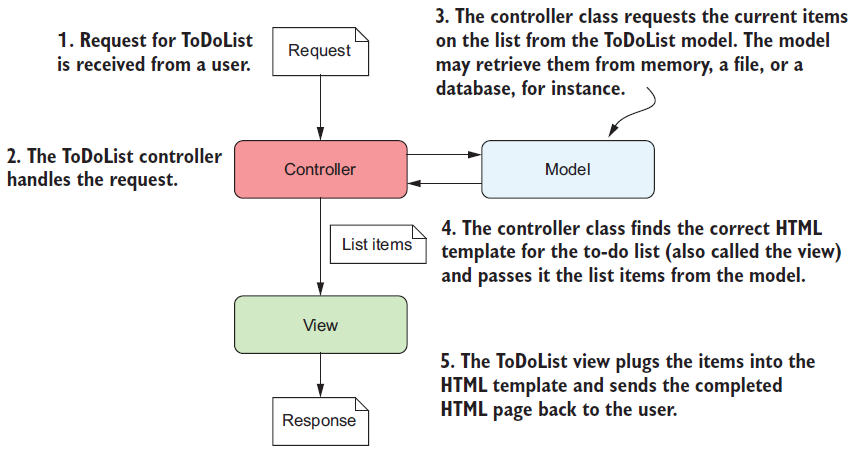 1. Request for ToDoList
is received from a user.
Request
3. The controller class requests the current items
on the list from the ToDoList model. The model
may retrieve them from memory, a file, or a
database, for instance.
2. The ToDoList controller
handles the request.
Controller
Model
List items
4. The controller class finds the correct HTML
template for the to-do list (also called the view)
and passes it the list items from the model.
View
5. The ToDoList view plugs the items into the
HTML template and sends the completed
HTML page back to the user.
Response